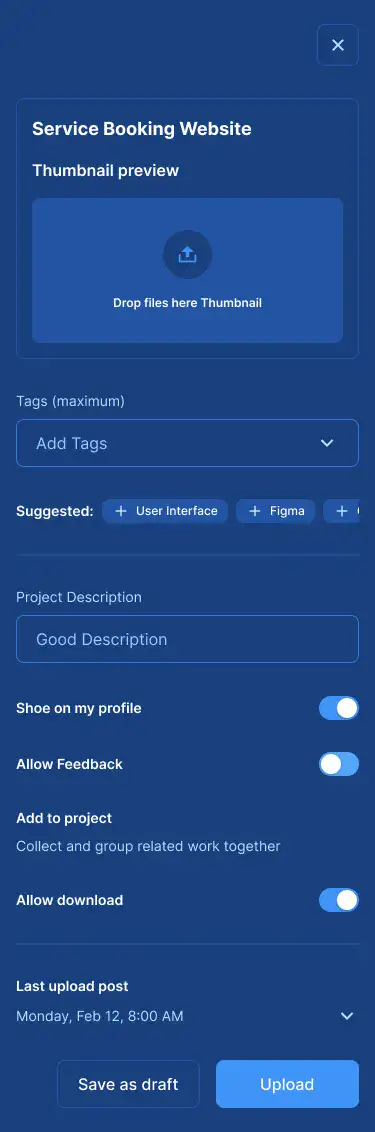 Service Booking Website
Thumbnail preview
Drop files here Thumbnail
Tags (maximum)
Add Tags
Suggested: + User Interface + Figma +
Project Description
Good Description
Shoe on my profile
Allow Feedback
Add to project
Collect and group related work together
Allow download
Last upload post
Monday, Feb 12, 8:00 AM
Save as draft Upload